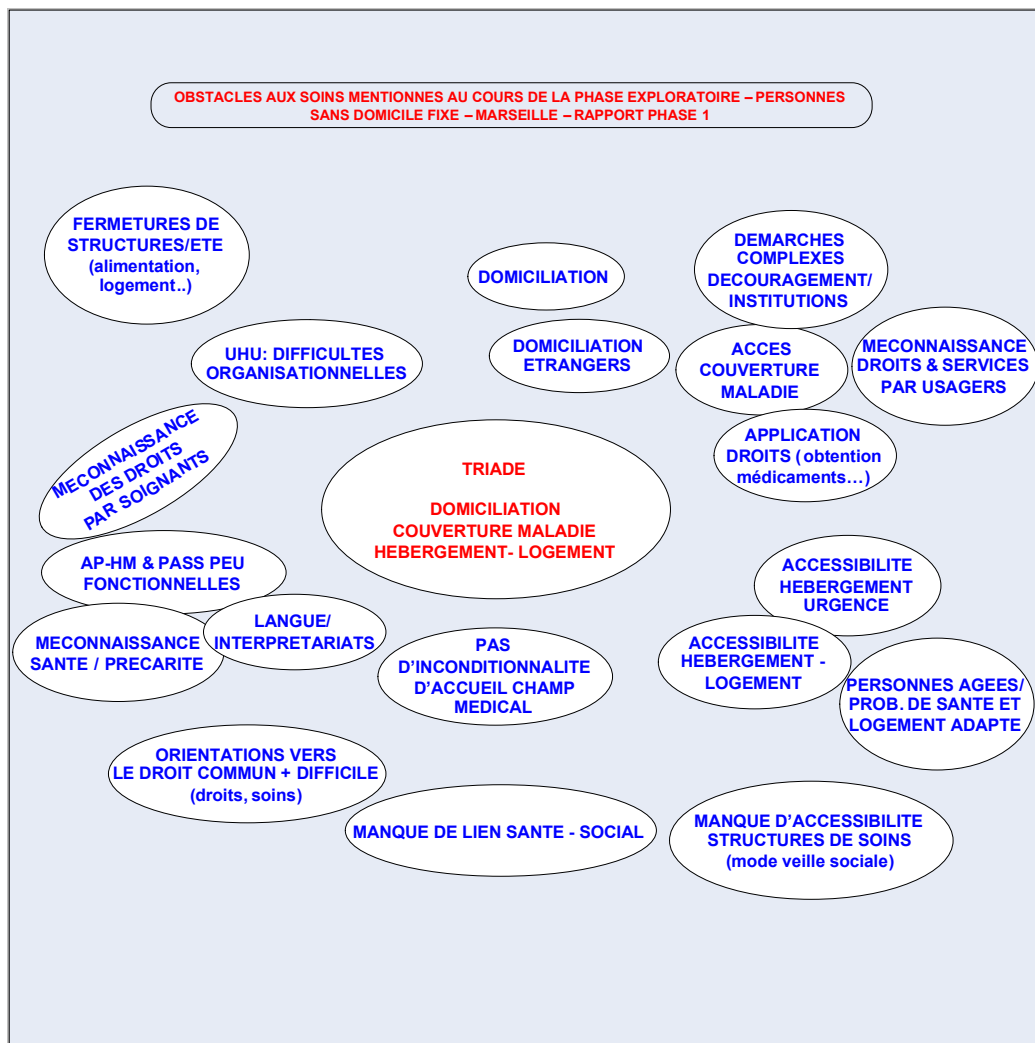 OBSTACLES AUX SOINS MENTIONNES AU COURS DE LA PHASE EXPLORATOIRE – PERSONNES
SANS DOMICILE FIXE – MARSEILLE – RAPPORT PHASE 1
FERMETURES DE
STRUCTURES/ETE
(alimentation,
logement..)
DOMICILIATION
DEMARCHES
COMPLEXES
DECOURAGEMENT/
INSTITUTIONS
UHU: DIFFICULTES
ORGANISATIONNELLES
DOMICILIATION
ETRANGERS
ACCES
COUVERTURE
MALADIE
MECONNAISSANCE
DROITS & SERVICES
PAR USAGERS
MECONNAISSANCE
DES DROITS
PAR SOIGNANTS
TRIADE
DOMICILIATION
COUVERTURE MALADIE
HEBERGEMENT- LOGEMENT
APPLICATION
DROITS ( obtention
médicaments…)
AP-HM & PASS PEU
FONCTIONNELLES
ACCESSIBILITE
HEBERGEMENT
URGENCE
MECONNAISSANCE
SANTE / PRECARITE
LANGUE/
INTERPRETARIATS
PAS
D’INCONDITIONNALITE
D’ACCUEIL CHAMP
MEDICAL
ACCESSIBILITE
HEBERGEMENT -
LOGEMENT
PERSONNES AGEES/
PROB. DE SANTE ET
LOGEMENT ADAPTE
ORIENTATIONS VERS
LE DROIT COMMUN + DIFFICILE
(droits, soins)
MANQUE DE LIEN SANTE - SOCIAL
MANQUE D’ACCESSIBILITE
STRUCTURES DE SOINS
(mode veille sociale)